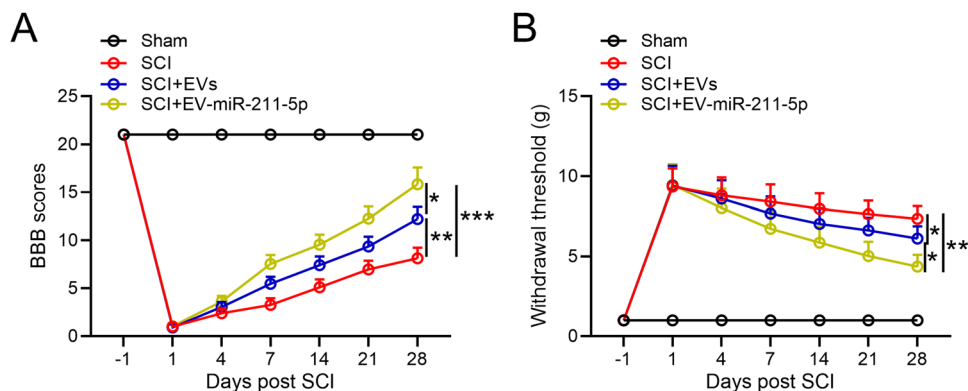 A
Sham
SCI
SCI+EVs
SCI+EV-miR-211-5p
25
20
15
10
5
0
BBB scores
*
**
***
-1 1 4 7 14 21 28
Days post SCI
B
Sham
SCI
SCI+EVs
SCI+EV-miR-211-5p
15
10
5
0
Withdrawal threshold (g)
*
*
**
-1 1 4 7 14 21 28
Days post SCI